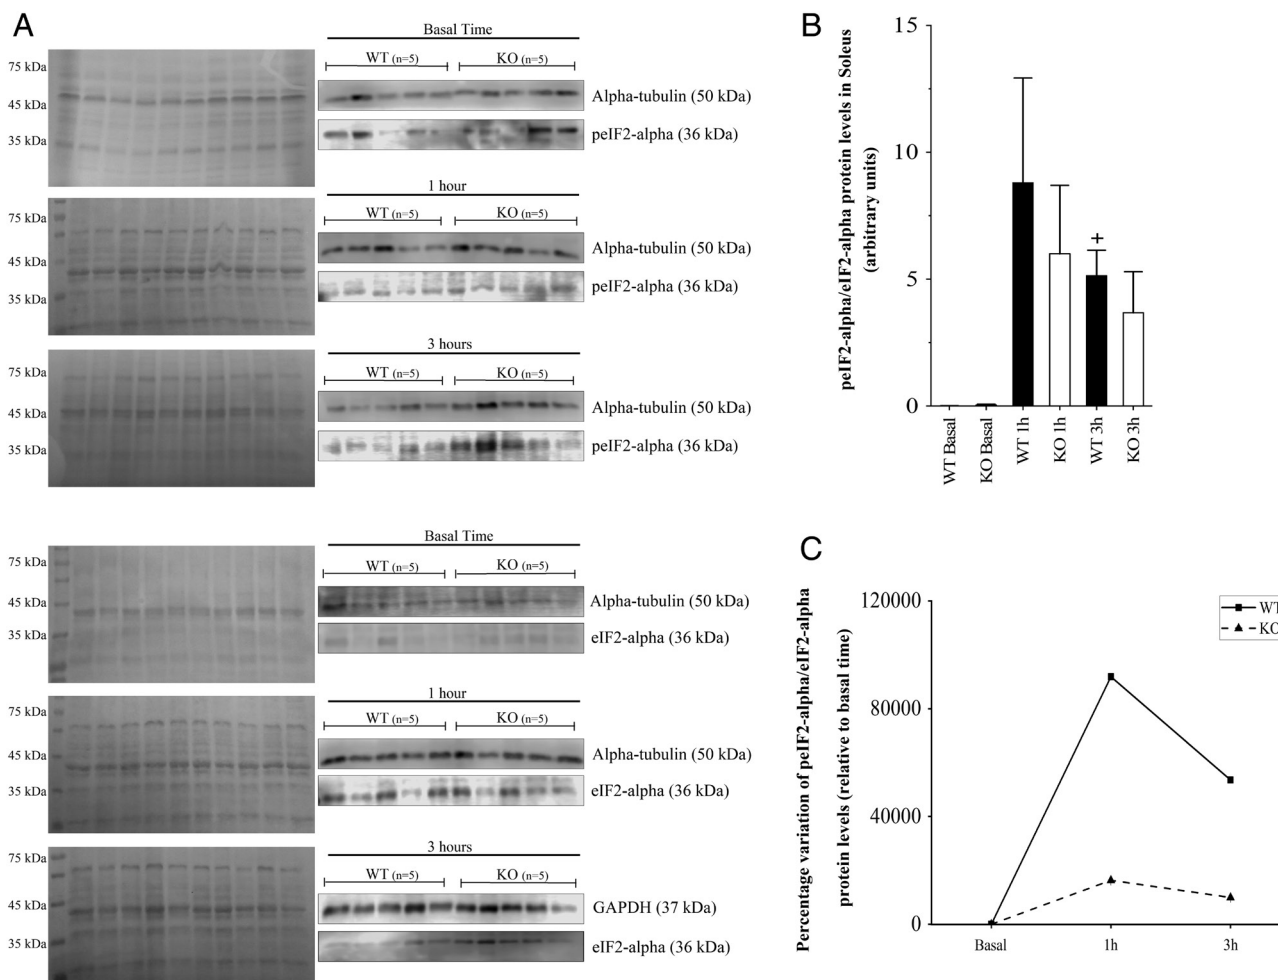 A
Basal Time
WT (n=5) KO (n=5)
75 kDa
45 kDa
35 kDa
Alpha-tubulin (50 kDa)
peIF2-alpha (36 kDa)
1 hour
WT (n=5) KO (n=5)
75 kDa
45 kDa
35 kDa
Alpha-tubulin (50 kDa)
peIF2-alpha (36 kDa)
3 hours
WT (n=5) KO (n=5)
75 kDa
45 kDa
35 kDa
Alpha-tubulin (50 kDa)
peIF2-alpha (36 kDa)
Basal Time
WT (n=5) KO (n=5)
75 kDa
45 kDa
35 kDa
Alpha-tubulin (50 kDa)
eIF2-alpha (36 kDa)
1 hour
WT (n=5) KO (n=5)
75 kDa
45 kDa
35 kDa
Alpha-tubulin (50 kDa)
eIF2-alpha (36 kDa)
3 hours
WT (n=5) KO (n=5)
75 kDa
45 kDa
35 kDa
GAPDH (37 kDa)
eIF2-alpha (36 kDa)
B
peIF2-alpha/eIF2-alpha protein levels in Soleus
(arbitrary units)
15
10
5
0
+
WT Basal
KO Basal
WT 1h
KO 1h
WT 3h
KO 3h
C
Percentage variation of peIF2-alpha/eIF2-alpha
protein levels (relative to basal time)
120000
80000
40000
0
WT
KO
Basal 1h 3h